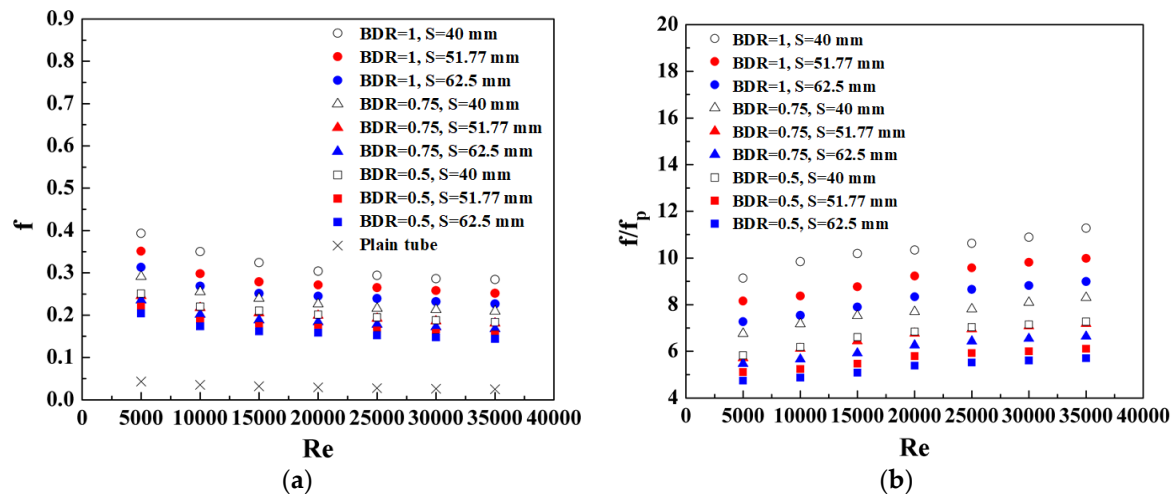 0.9
0.8
0.7
0.6
0.5
0.4
0.3
0.2
0.1
0.0
f
BDR=1, S=40 mm
BDR=1, S=51.77 mm
BDR=1, S=62.5 mm
BDR=0.75, S=40 mm
BDR=0.75, S=51.77 mm
BDR=0.75, S=62.5 mm
BDR=0.5, S=40 mm
BDR=0.5, S=51.77 mm
BDR=0.5, S=62.5 mm
Plain tube
0 5000 10000 15000 20000 25000 30000 35000 40000
Re
(a)
20
18
16
14
12
10
8
6
4
f/fp
BDR=1, S=40 mm
BDR=1, S=51.77 mm
BDR=1, S=62.5 mm
BDR=0.75, S=40 mm
BDR=0.75, S=51.77 mm
BDR=0.75, S=62.5 mm
BDR=0.5, S=40 mm
BDR=0.5, S=51.77 mm
BDR=0.5, S=62.5 mm
0 5000 10000 15000 20000 25000 30000 35000 40000
Re
(b)